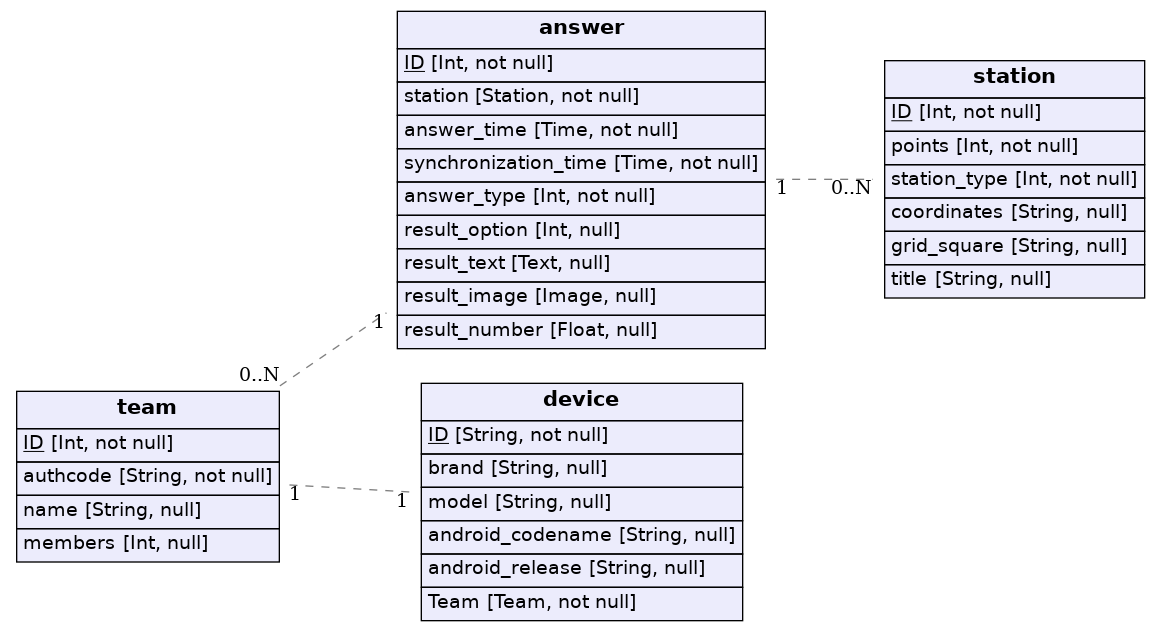 answer
ID [Int, not null]
station [Station, not null]
answer_time [Time, not null]
synchronization_time [Time, not null]
answer_type [Int, not null]
result_option [Int, null]
result_text [Text, null]
result_image [Image, null]
result_number [Float, null]
station
ID [Int, not null]
points [Int, not null]
station_type [Int, not null]
coordinates [String, null]
grid_square [String, null]
title [String, null]
1
0..N
1
0..N
team
ID [Int, not null]
authcode [String, not null]
name [String, null]
members [Int, null]
1
1
device
ID [String, not null]
brand [String, null]
model [String, null]
android_codename [String, null]
android_release [String, null]
Team [Team, not null]